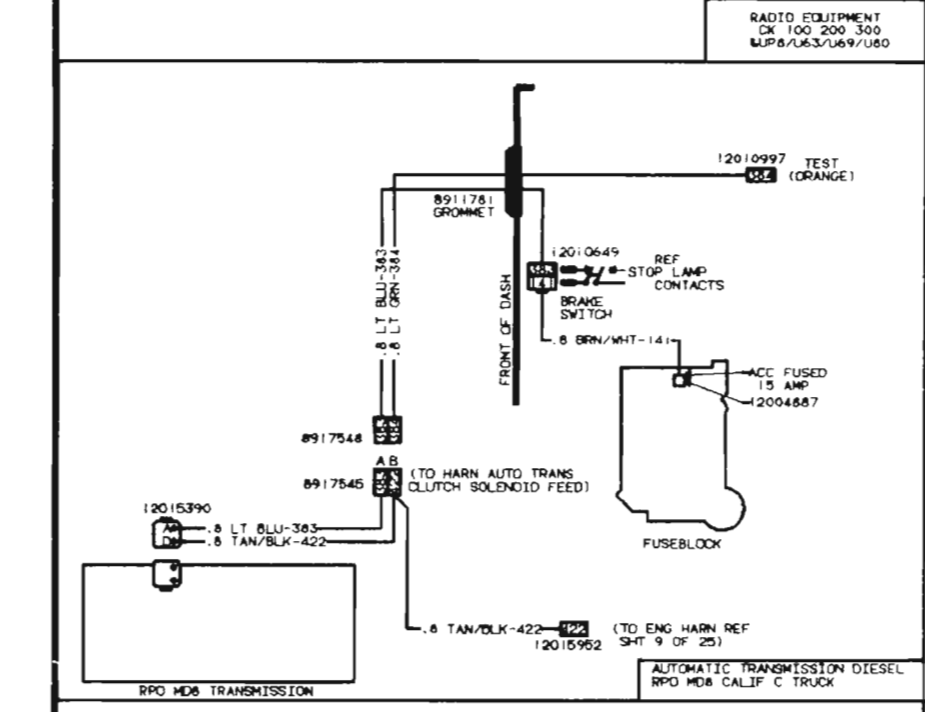 RADIO EQUIPMENT
CK 100 200 300
&UP8/U63/U69/U80
12010997 TEST
384 (ORANGE)
8911781
GROMMET
.8 LT BLU-383
.8 LT GRN-384
FRONT OF DASH
12010649
383
141
REF
STOP LAMP
CONTACTS
BRAKE
SWITCH
.8 BRN/WHT-141
ACC FUSED
15 AMP
12004887
8917548
A B
8917545
(TO HARN AUTO TRANS
CLUTCH SOLENOID FEED)
12015390
A
D
.8 LT BLU-383
.8 TAN/BLK-422
FUSEBLOCK
.8 TAN/BLK-422
422
12015952
(TO ENG HARN REF
SHT 9 OF 25)
RPO MD8 TRANSMISSION
AUTOMATIC TRANSMISSION DIESEL
RPO MD8 CALIF C TRUCK